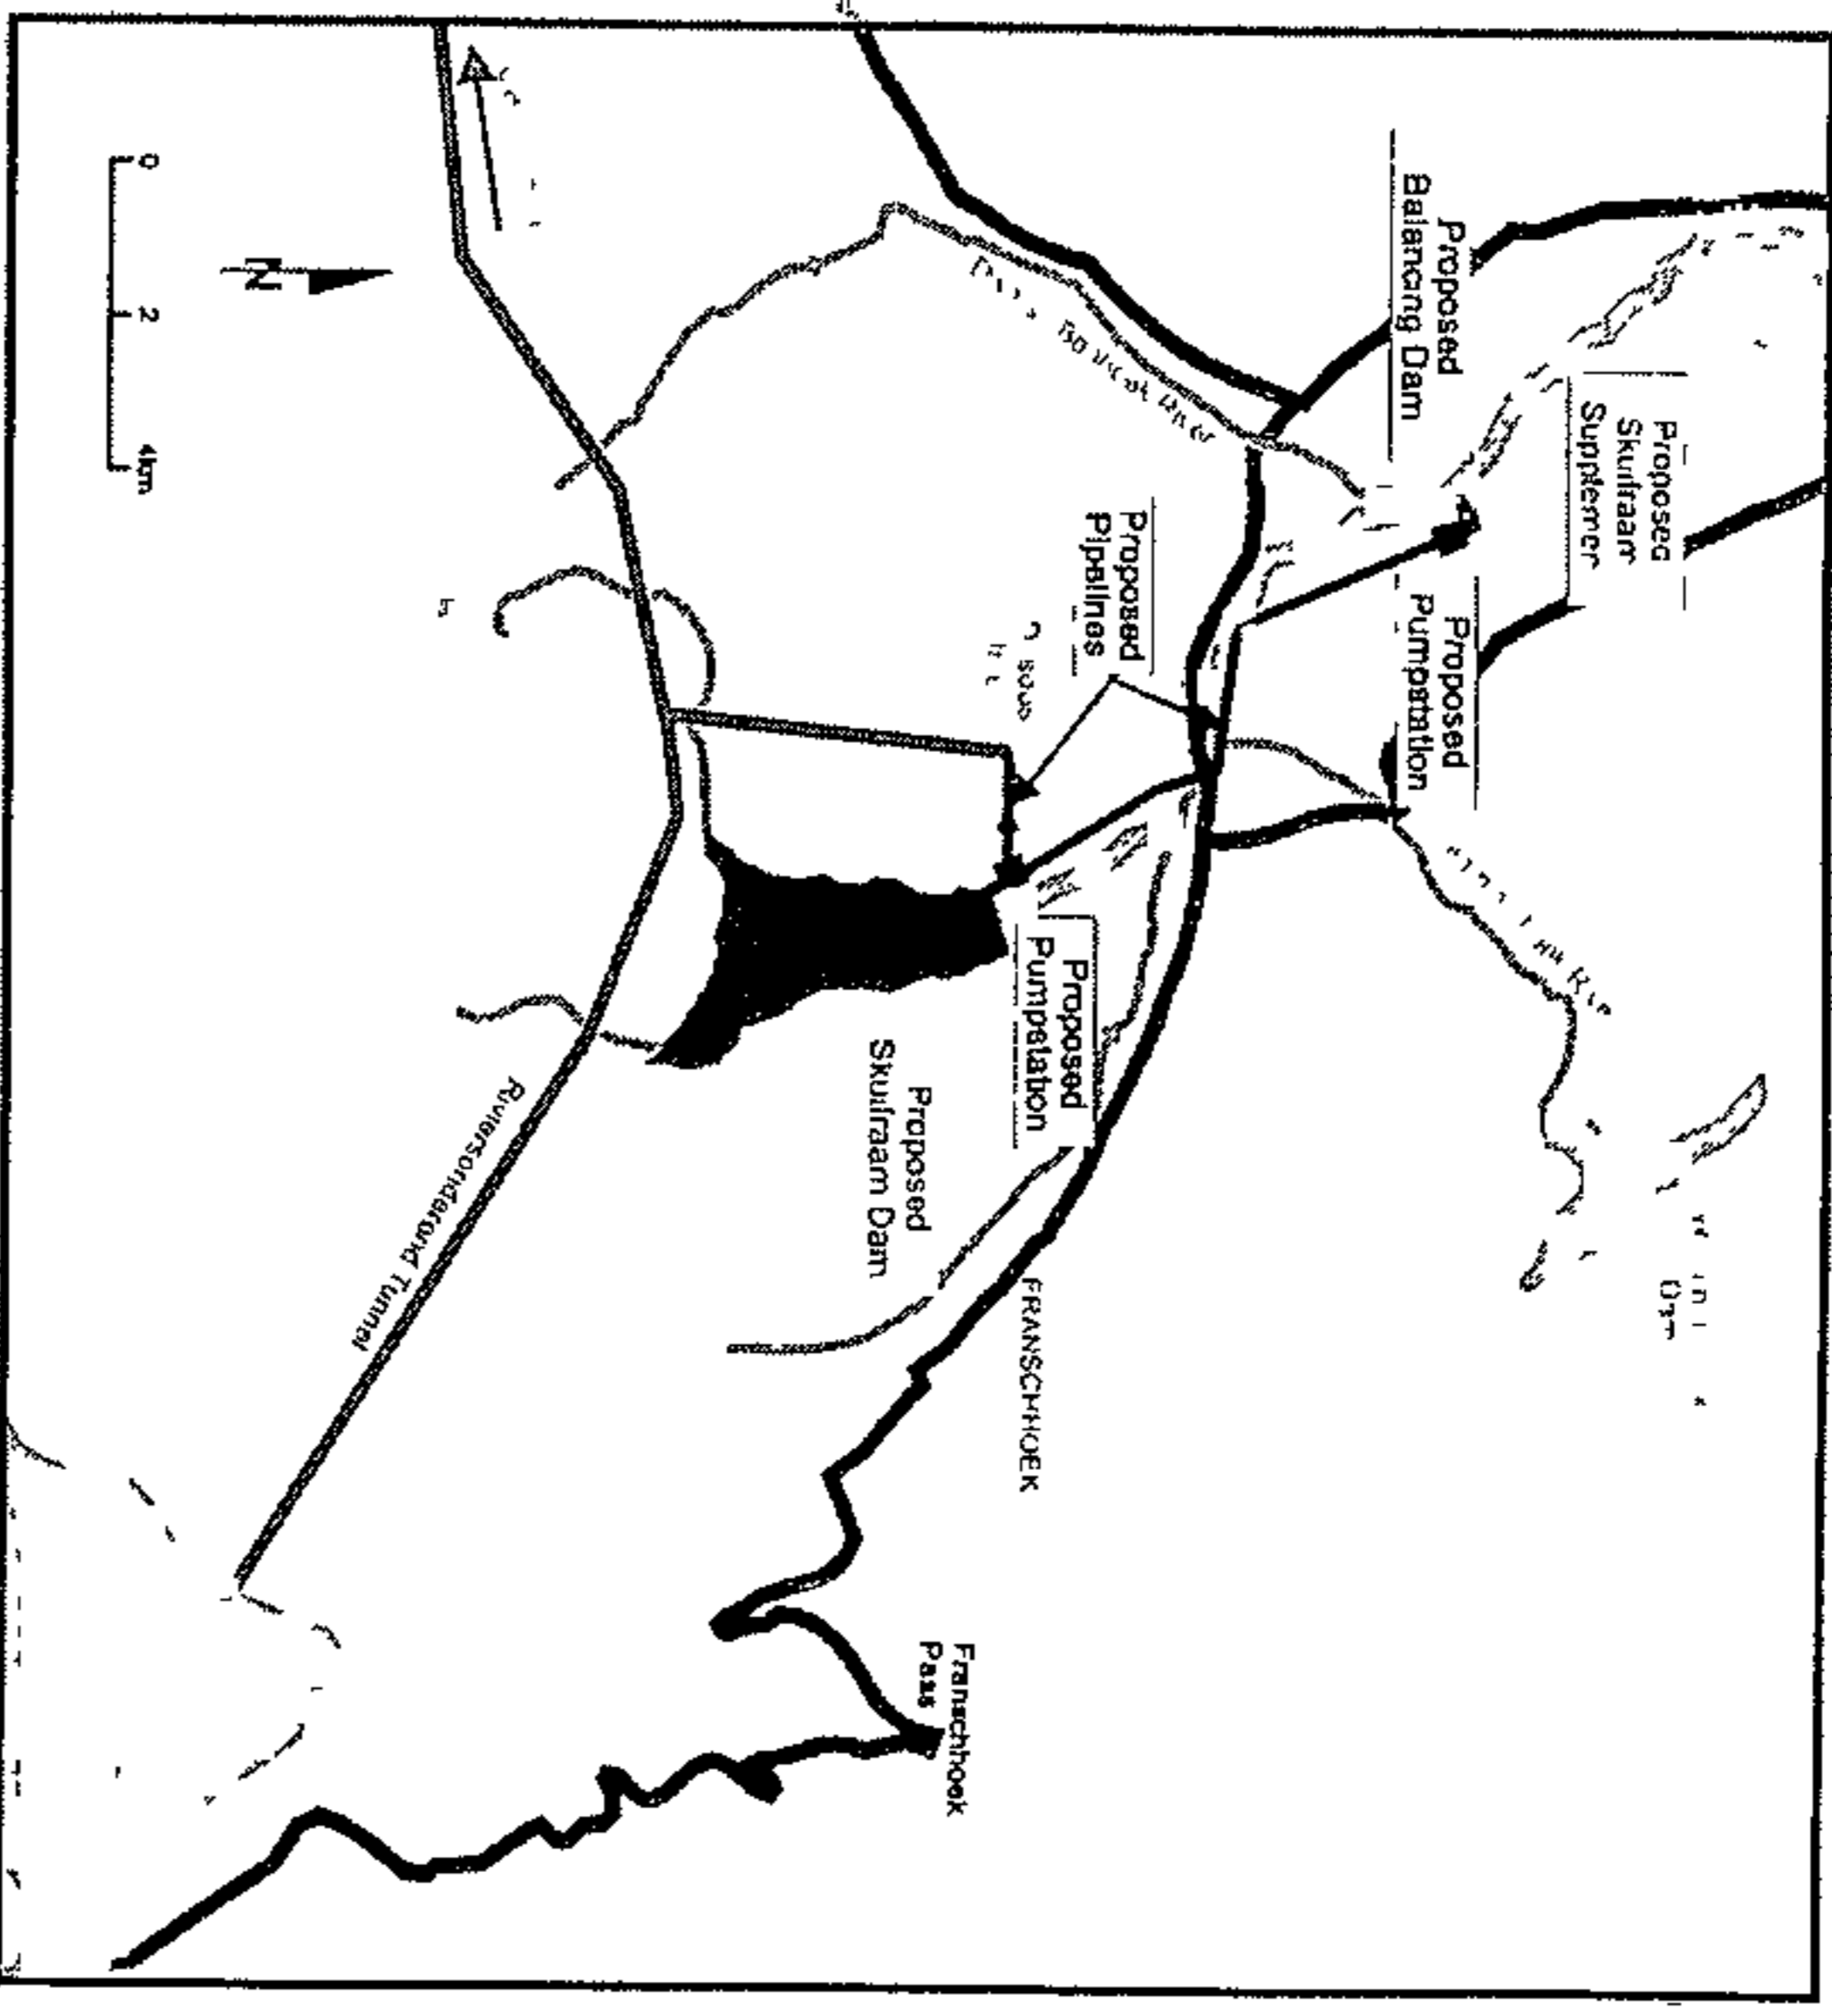 Proposed
Balancing Dam
Proposed
Skuifraam
Supplemer
Proposed
Pumpstation
Proposed
Pipelines
Proposed
Pumpstation
Proposed
Skuifraam Dam
FRANSCHHOEK
Franschhoek
Pass
Riviersonderend Tunnel
N
0 2 4km